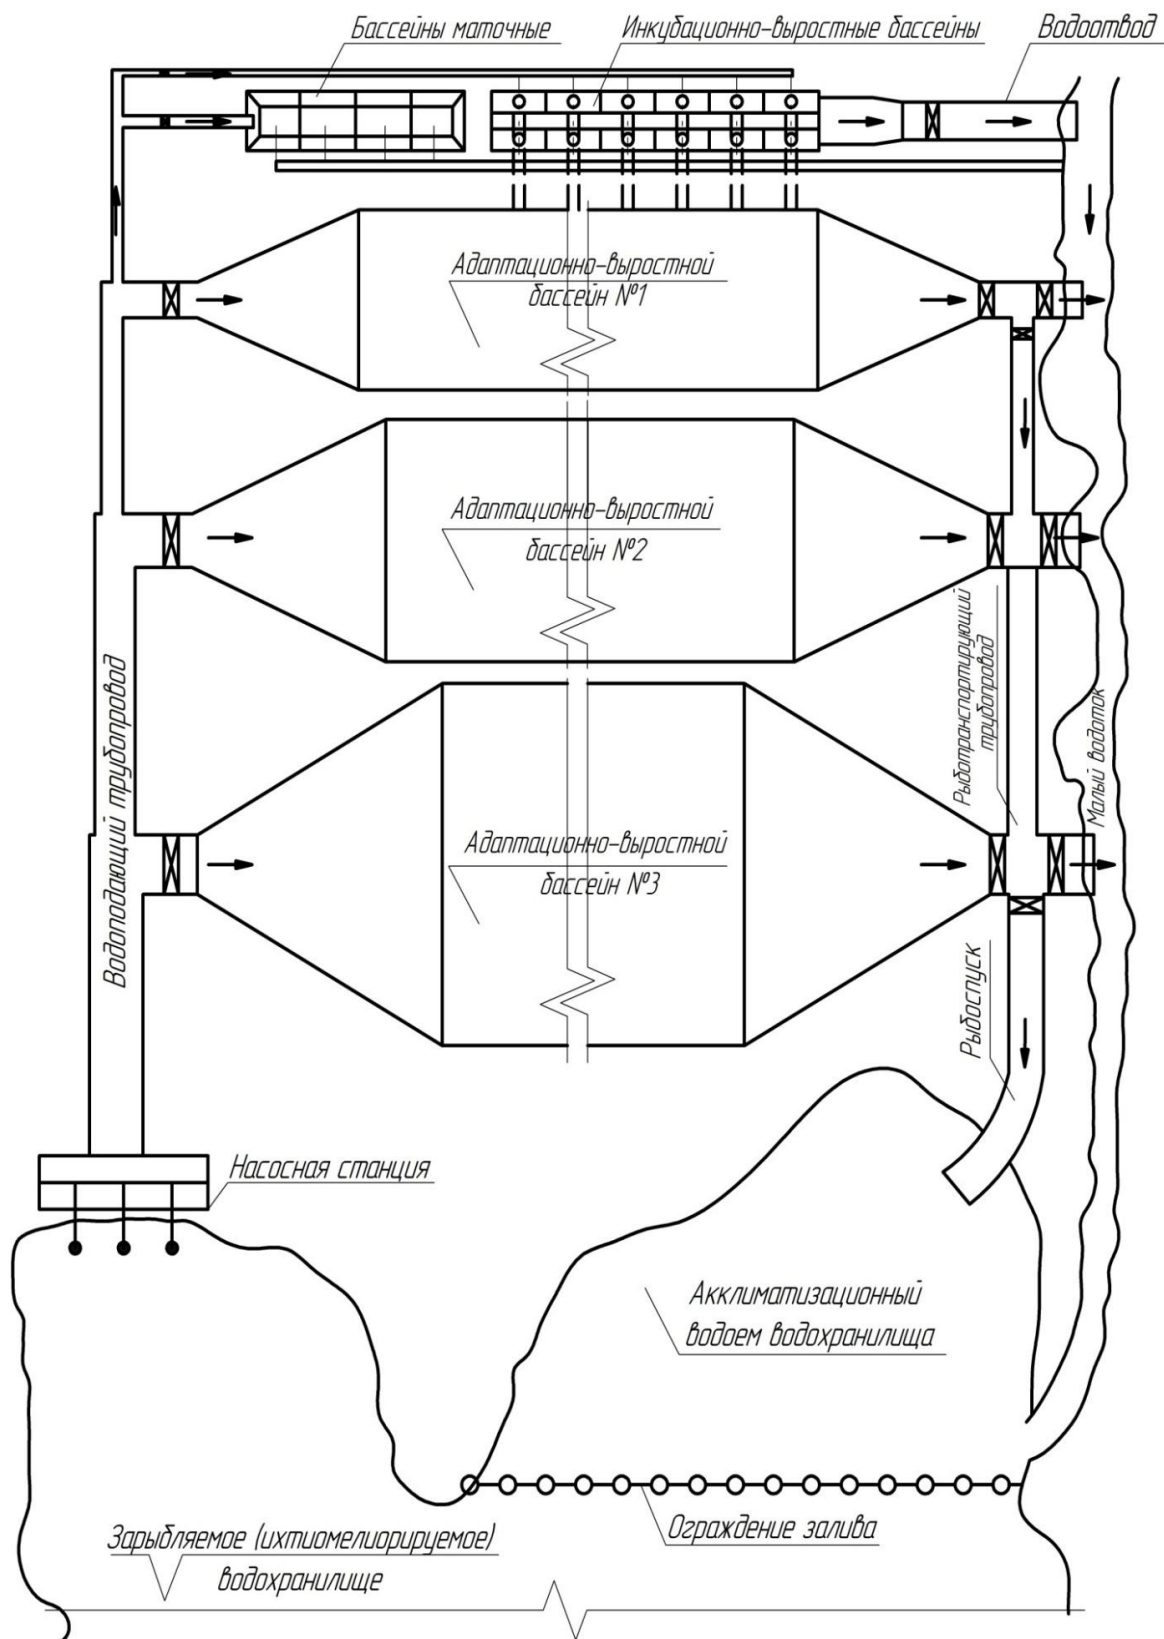 Бассейны маточные
Инкубационно-выростные бассейны
Водоотвод
Адаптационно-выростной
бассейн №1
Адаптационно-выростной
бассейн №2
Водоподающий трубопровод
Рыботранспортирующий
трубопровод
Малый водоток
Адаптационно-выростной
бассейн №3
Рыбоспуск
Насосная станция
Акклиматизационный
водоем водохранилища
Ограждение залива
Зарыбляемое (ихтиомелиорируемое)
водохранилище